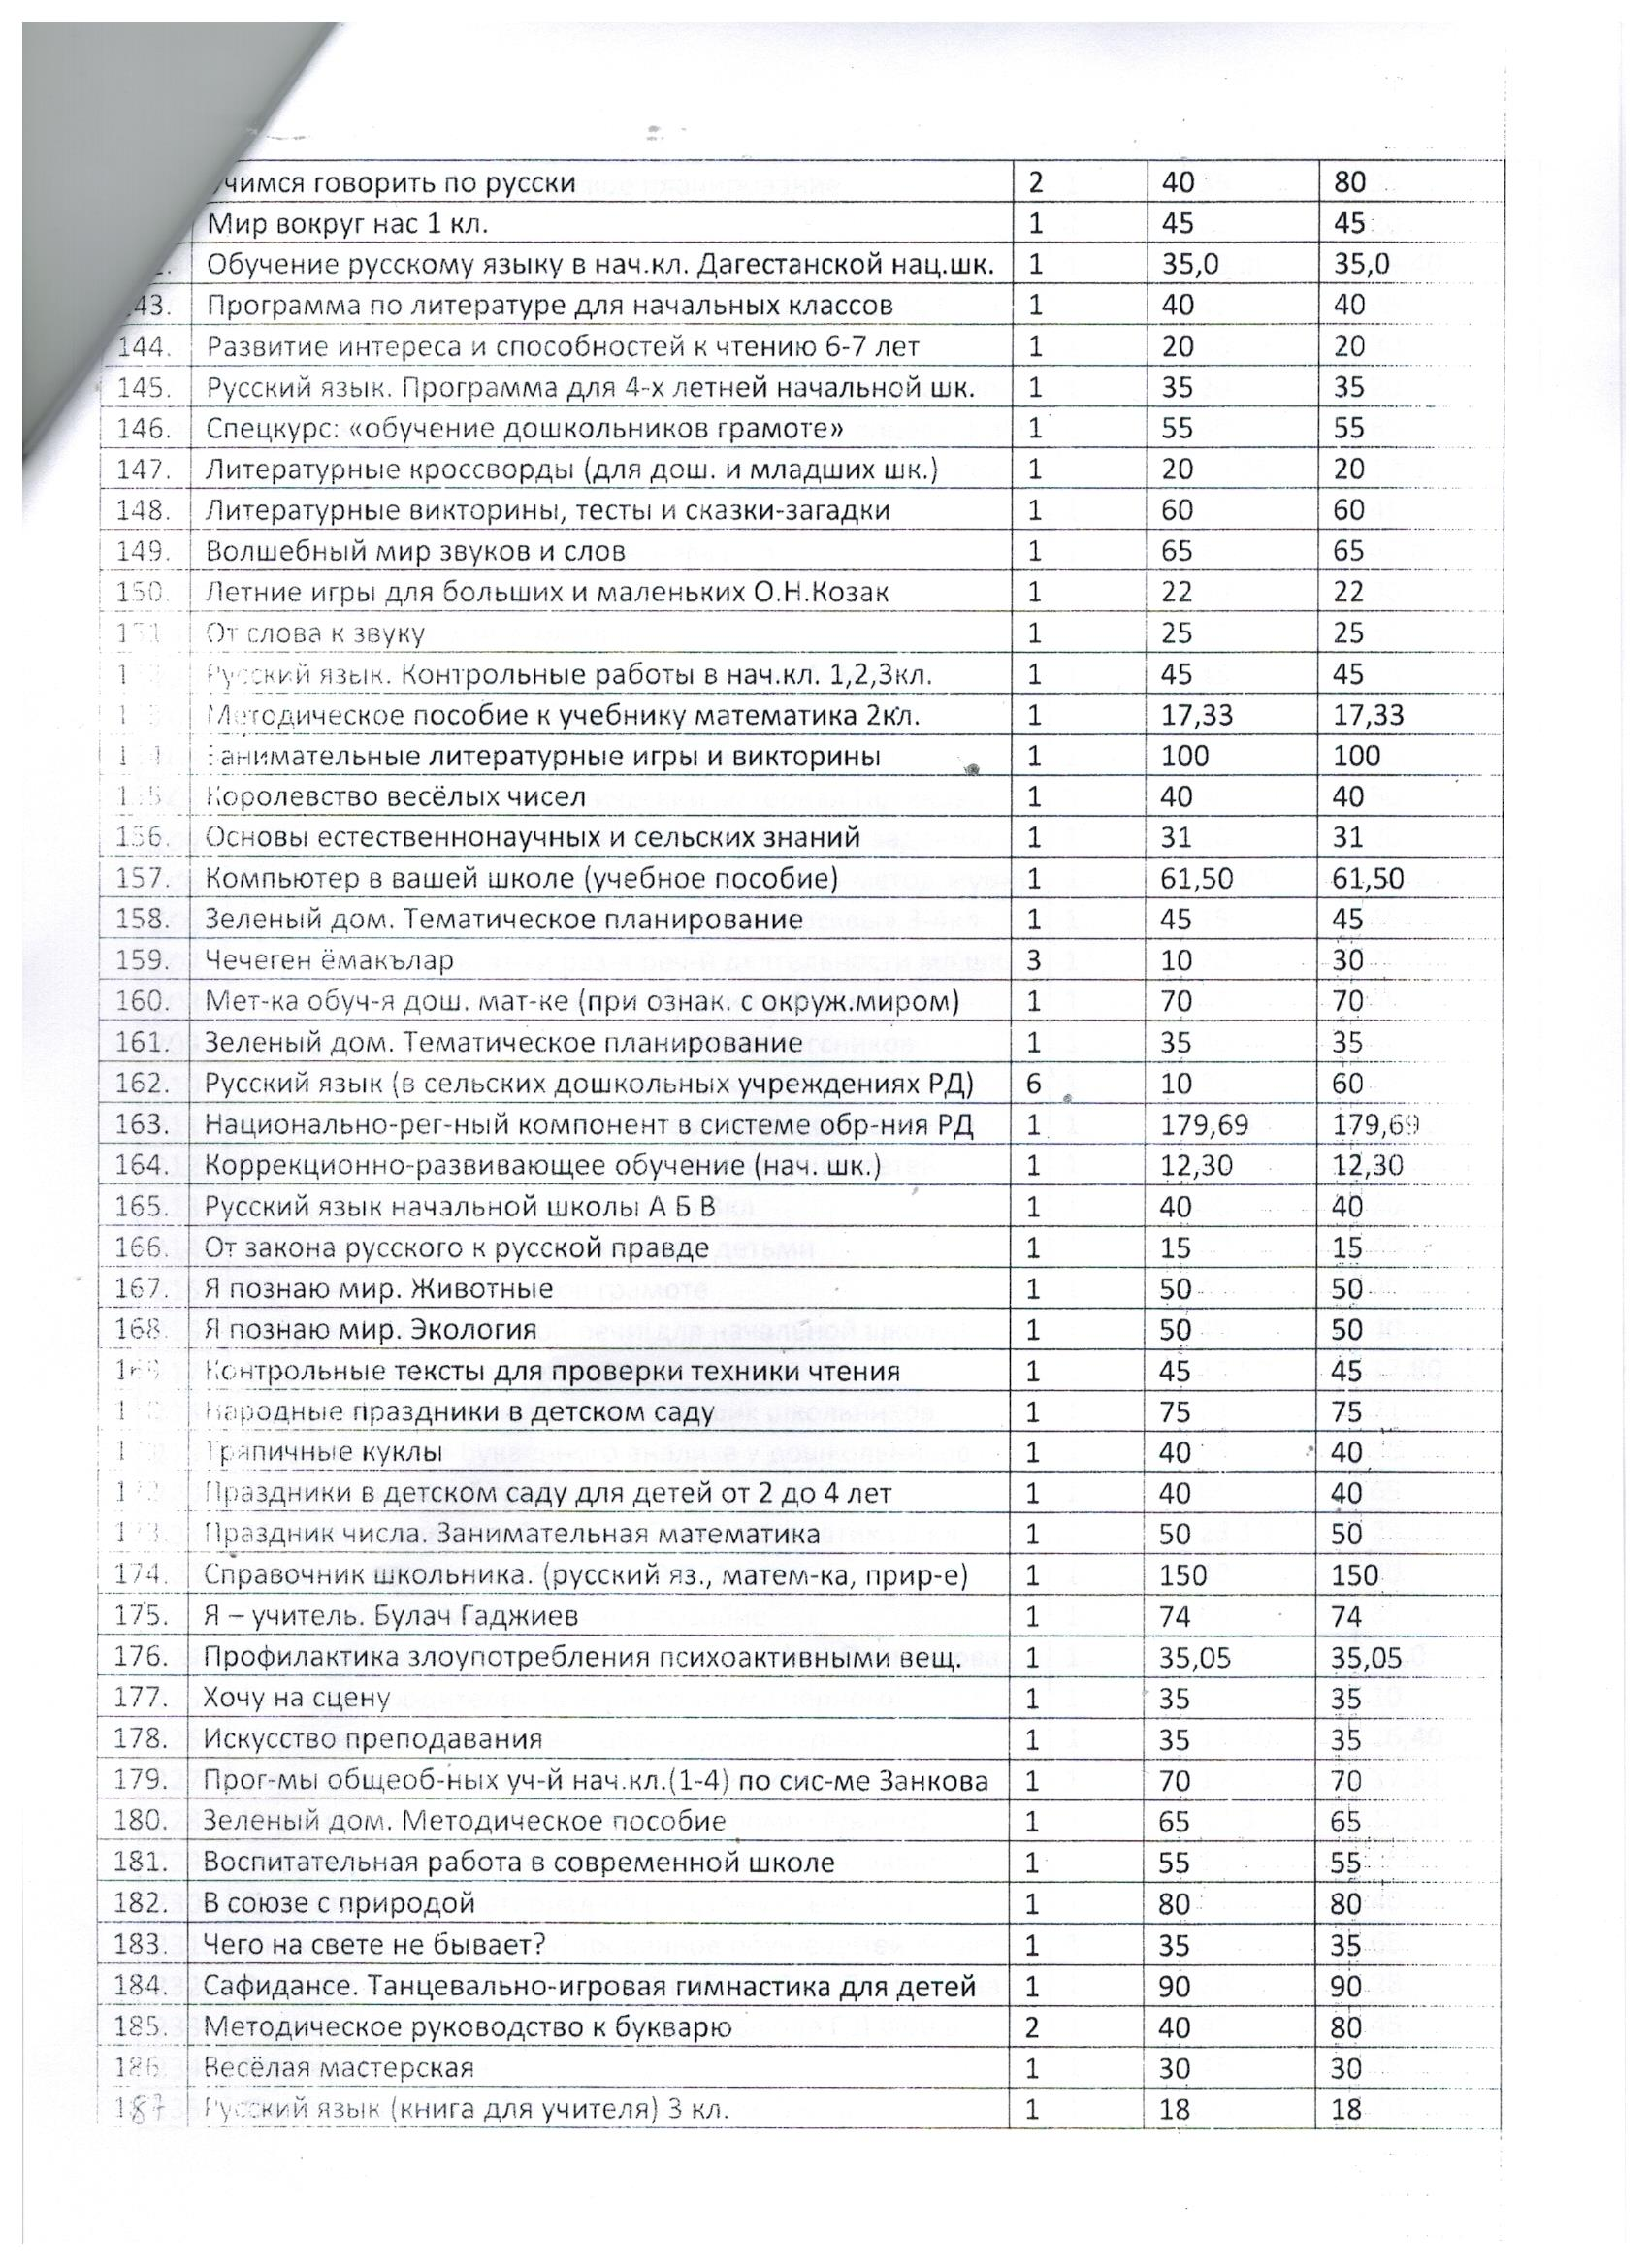 чимся говорить по русски 2 40 80
Мир вокруг нас 1 кл. 1 45 45
Обучение русскому языку в нач.кл. Дагестанской нац.шк. 1 35,0 35,0
43. Программа по литературе для начальных классов 1 40 40
144. Развитие интереса и способностей к чтению 6-7 лет 1 20 20
145. Русский язык. Программа для 4-х летней начальной шк. 1 35 35
146. Спецкурс: «обучение дошкольников грамоте» 1 55 55
147. Литературные кроссворды (для дош. и младших шк.) 1 20 20
148. Литературные викторины, тесты и сказки-загадки 1 60 60
149. Волшебный мир звуков и слов 1 65 65
150. Летние игры для больших и маленьких О.Н.Козак 1 22 22
151 От слова к звуку 1 25 25
Русский язык. Контрольные работы в нач.кл. 1,2,3кл. 1 45 45
Методическое пособие к учебнику математика 2кл. 1 17,33 17,33
Занимательные литературные игры и викторины 1 100 100
155. Королевство весёлых чисел 1 40 40
156. Основы естественнонаучных и сельских знаний 1 31 31
157. Компьютер в вашей школе (учебное пособие) 1 61,50 61,50
158. Зеленый дом. Тематическое планирование 1 45 45
159. Чечеген ёмакълар 3 10 30
160. Мет-ка обуч-я дош. мат-ке (при ознак. с окруж.миром) 1 70 70
161. Зеленый дом. Тематическое планирование 1 35 35
162. Русский язык (в сельских дошкольных учреждениях РД) 6 10 60
163. Национально-рег-ный компонент в системе обр-ния РД 1 179,69 179,69
164. Коррекционно-развивающее обучение (нач. шк.) 1 12,30 12,30
165. Русский язык начальной школы А Б В 1 40 40
166. От закона русского к русской правде 1 15 15
167. Я познаю мир. Животные 1 50 50
168. Я познаю мир. Экология 1 50 50
169. Контрольные тексты для проверки техники чтения 1 45 45
Народные праздники в детском саду 1 75 75
Тряпичные куклы 1 40 40
Праздники в детском саду для детей от 2 до 4 лет 1 40 40
173. Праздник числа. Занимательная математика 1 50 50
174. Справочник школьника. (русский яз., матем-ка, прир-е) 1 150 150
175. Я – учитель. Булач Гаджиев 1 74 74
176. Профилактика злоупотребления психоактивными вещ. 1 35,05 35,05
177. Хочу на сцену 1 35 35
178. Искусство преподавания 1 35 35
179. Прог-мы общеоб-ных уч-й нач.кл.(1-4) по сис-ме Занкова 1 70 70
180. Зеленый дом. Методическое пособие 1 65 65
181. Воспитательная работа в современной школе 1 55 55
182. В союзе с природой 1 80 80
183. Чего на свете не бывает? 1 35 35
184. Сафидансе. Танцевально-игровая гимнастика для детей 1 90 90
185. Методическое руководство к букварю 2 40 80
186. Весёлая мастерская 1 30 30
187 Русский язык (книга для учителя) 3 кл. 1 18 18